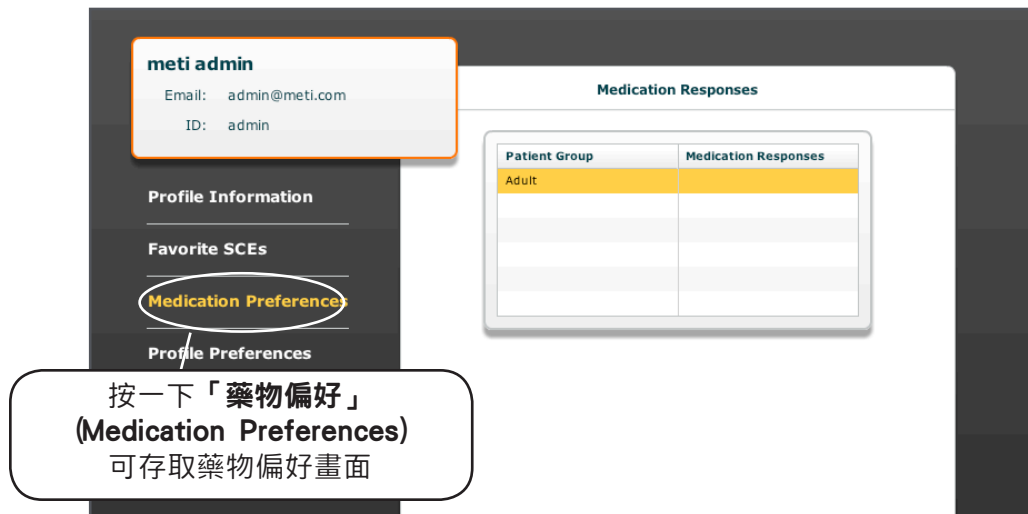 meti admin
Email: admin@meti.com
ID: admin
Medication Responses
Patient Group Medication Responses
Adult
Profile Information
Favorite SCEs
Medication Preferences
Profile Preferences
按一下「藥物偏好」
(Medication Preferences)
可存取藥物偏好畫面